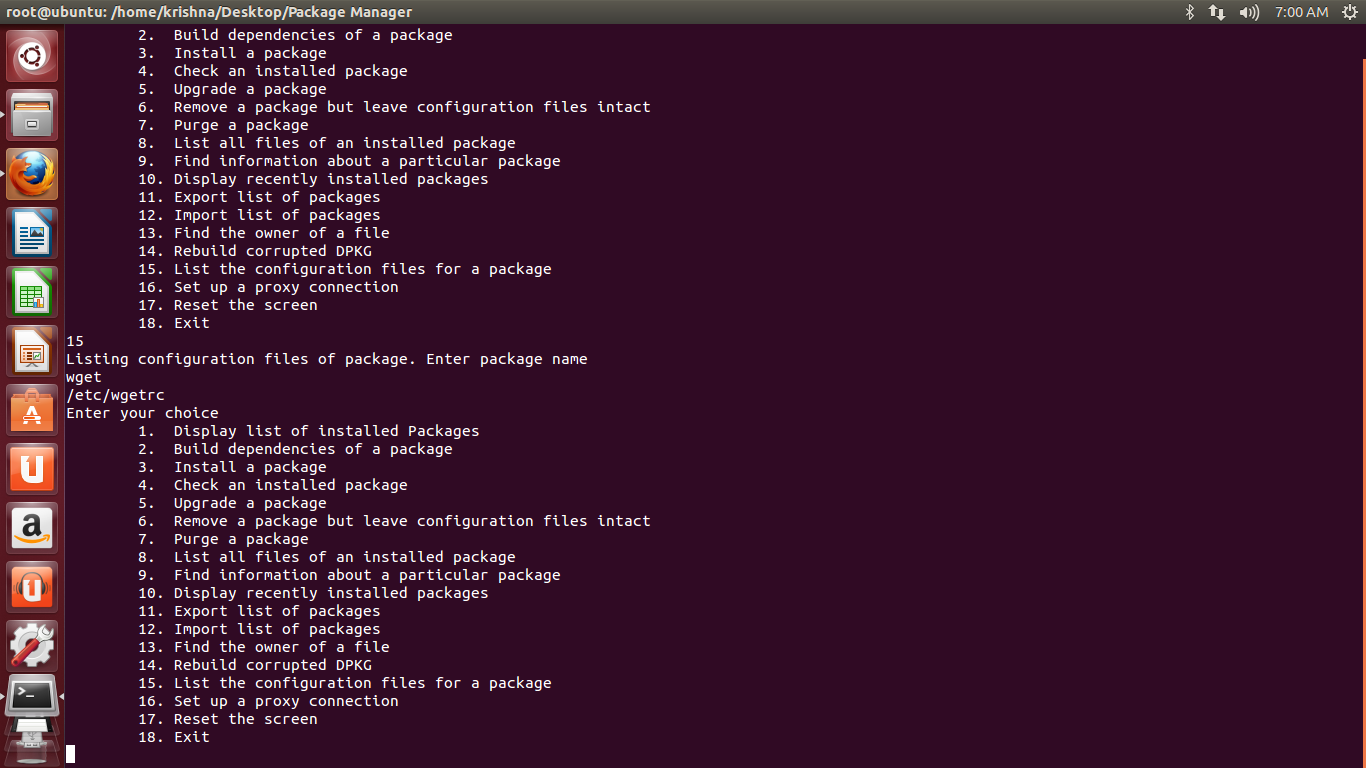 root@ubuntu: /home/krishna/Desktop/Package Manager 7:00 AM
2. Build dependencies of a package
3. Install a package
4. Check an installed package
5. Upgrade a package
6. Remove a package but leave configuration files intact
7. Purge a package
8. List all files of an installed package
9. Find information about a particular package
10. Display recently installed packages
11. Export list of packages
12. Import list of packages
13. Find the owner of a file
14. Rebuild corrupted DPKG
15. List the configuration files for a package
16. Set up a proxy connection
17. Reset the screen
18. Exit
15
Listing configuration files of package. Enter package name
wget
/etc/wgetrc
Enter your choice
1. Display list of installed Packages
2. Build dependencies of a package
3. Install a package
4. Check an installed package
5. Upgrade a package
6. Remove a package but leave configuration files intact
7. Purge a package
8. List all files of an installed package
9. Find information about a particular package
10. Display recently installed packages
11. Export list of packages
12. Import list of packages
13. Find the owner of a file
14. Rebuild corrupted DPKG
15. List the configuration files for a package
16. Set up a proxy connection
17. Reset the screen
18. Exit